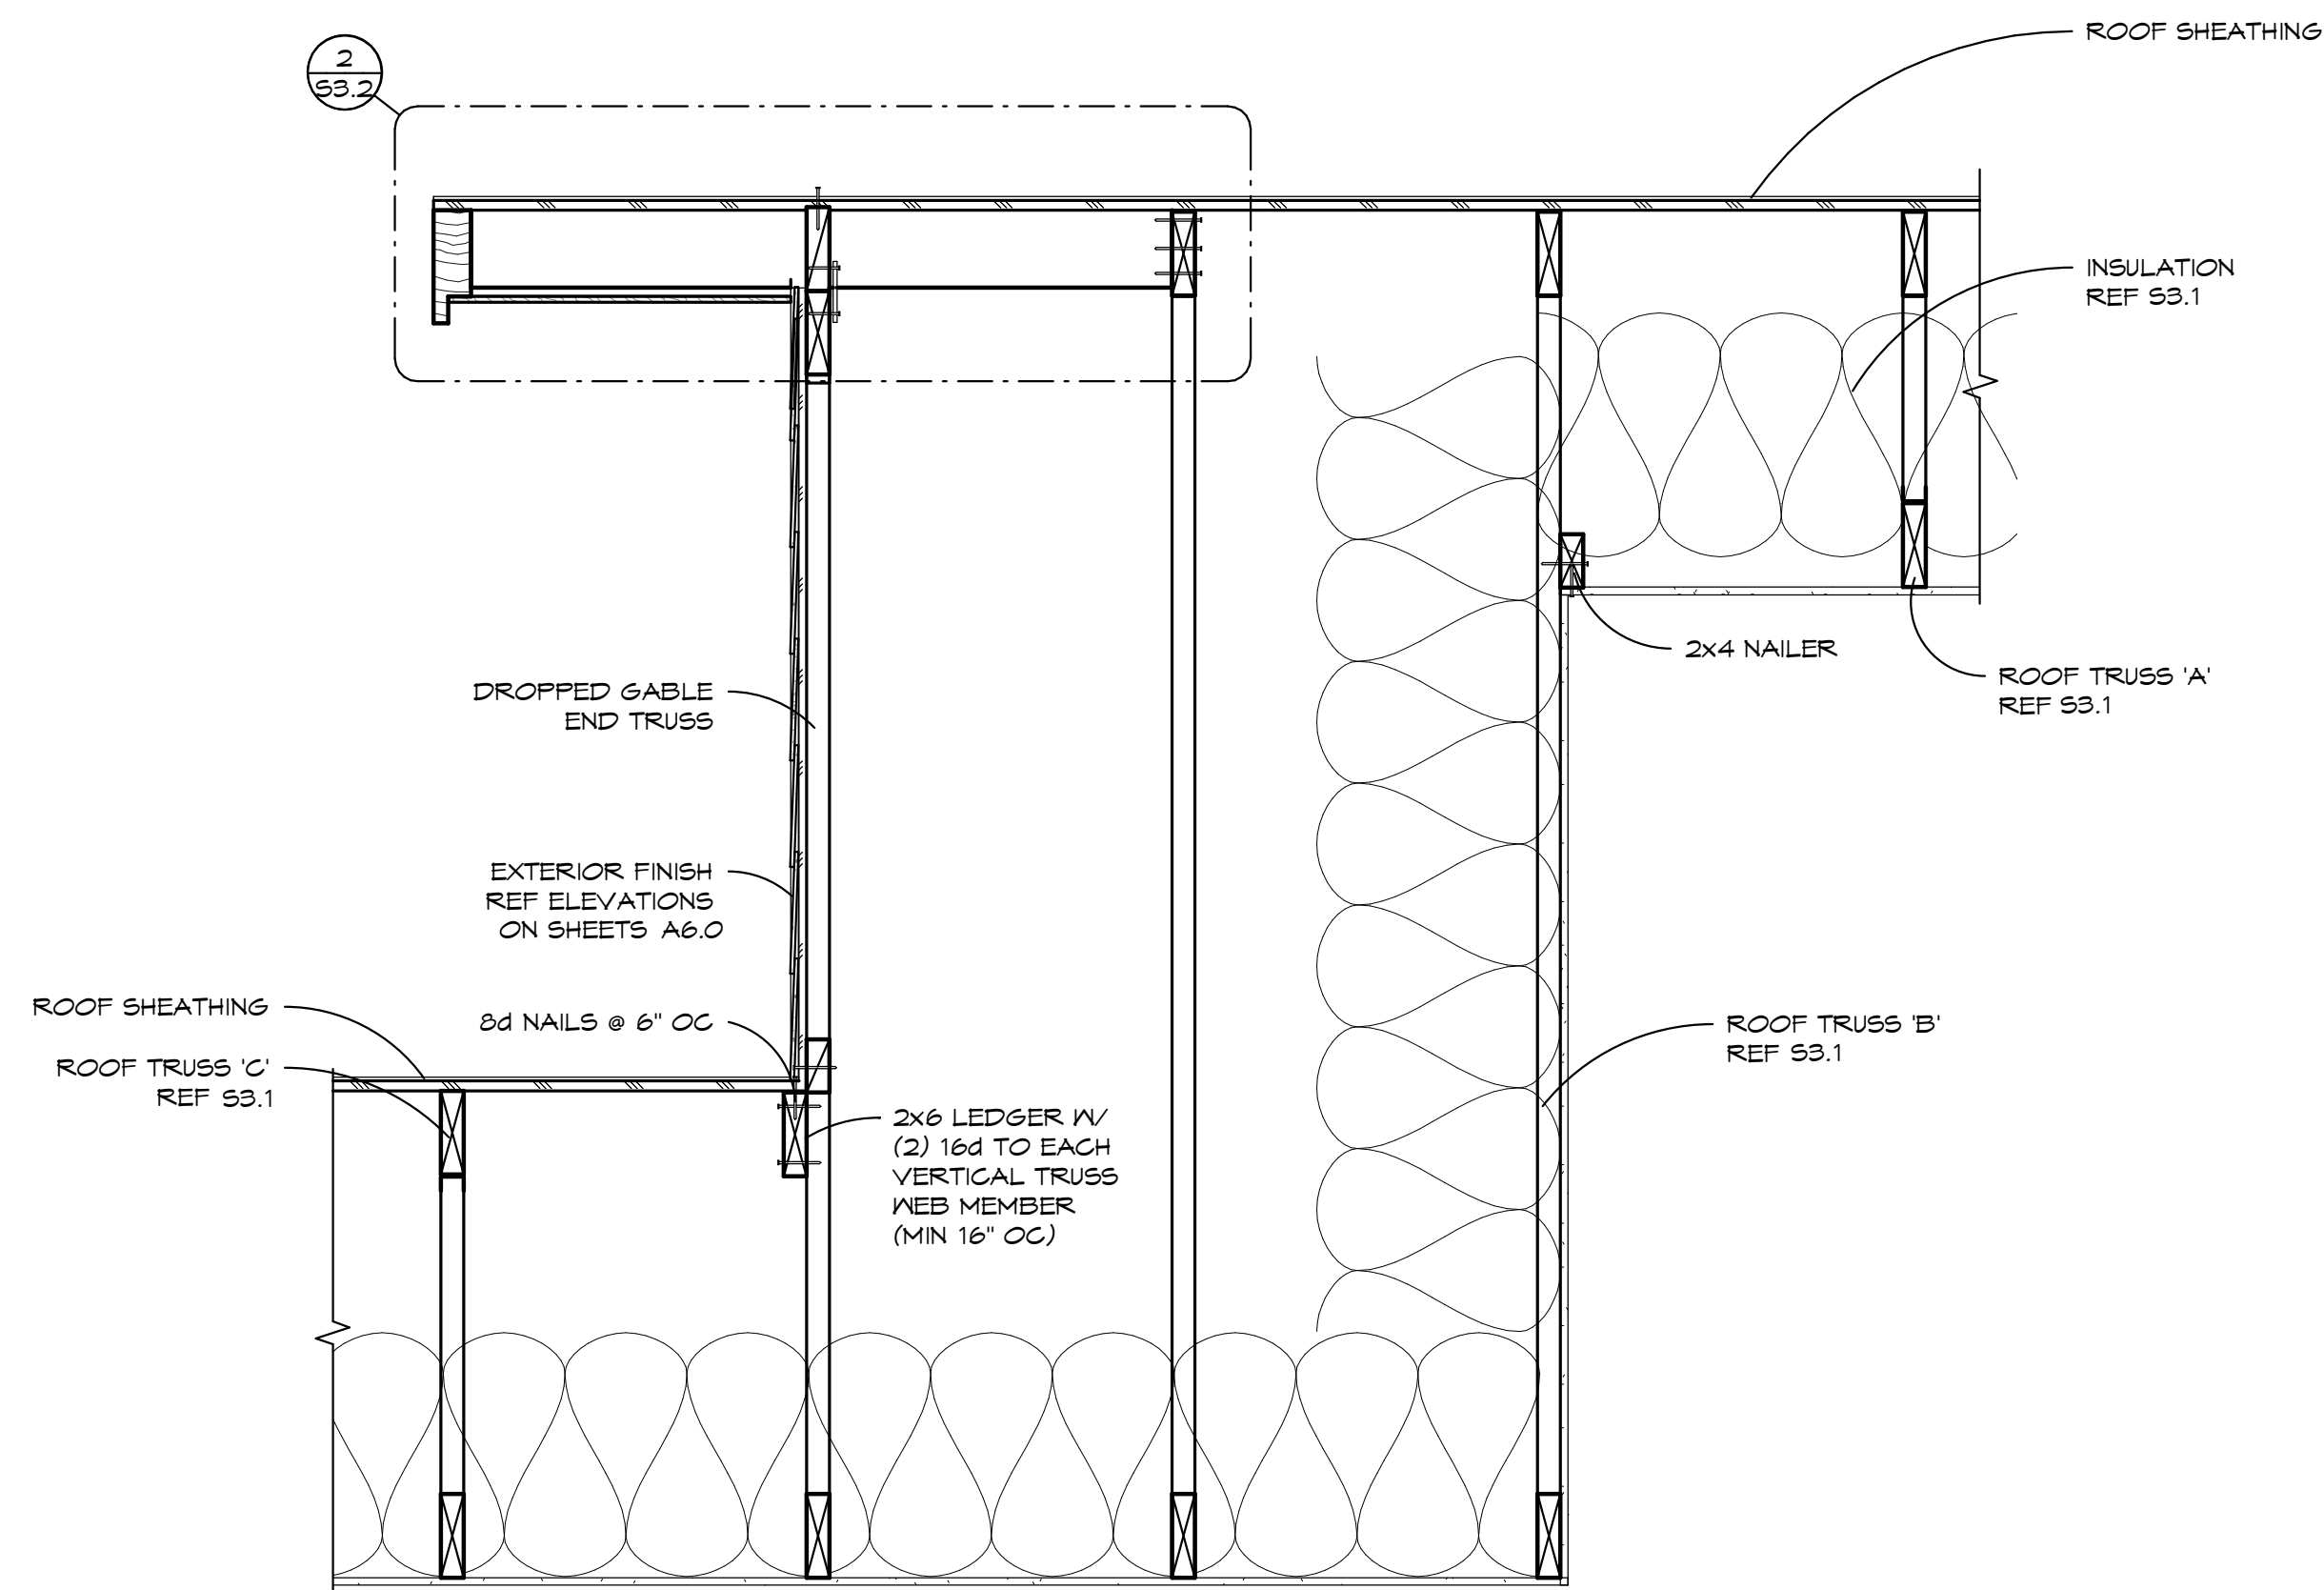 2
S3.2
ROOF SHEATHING
INSULATION
REF S3.1
2x4 NAILER
ROOF TRUSS 'A'
REF S3.1
DROPPED GABLE
END TRUSS
EXTERIOR FINISH
REF ELEVATIONS
ON SHEETS A6.0
ROOF SHEATHING
8d NAILS @ 6" OC
ROOF TRUSS 'C'
REF S3.1
ROOF TRUSS 'B'
REF S3.1
2x6 LEDGER W/
(2) 16d TO EACH
VERTICAL TRUSS
WEB MEMBER
(MIN 16" OC)